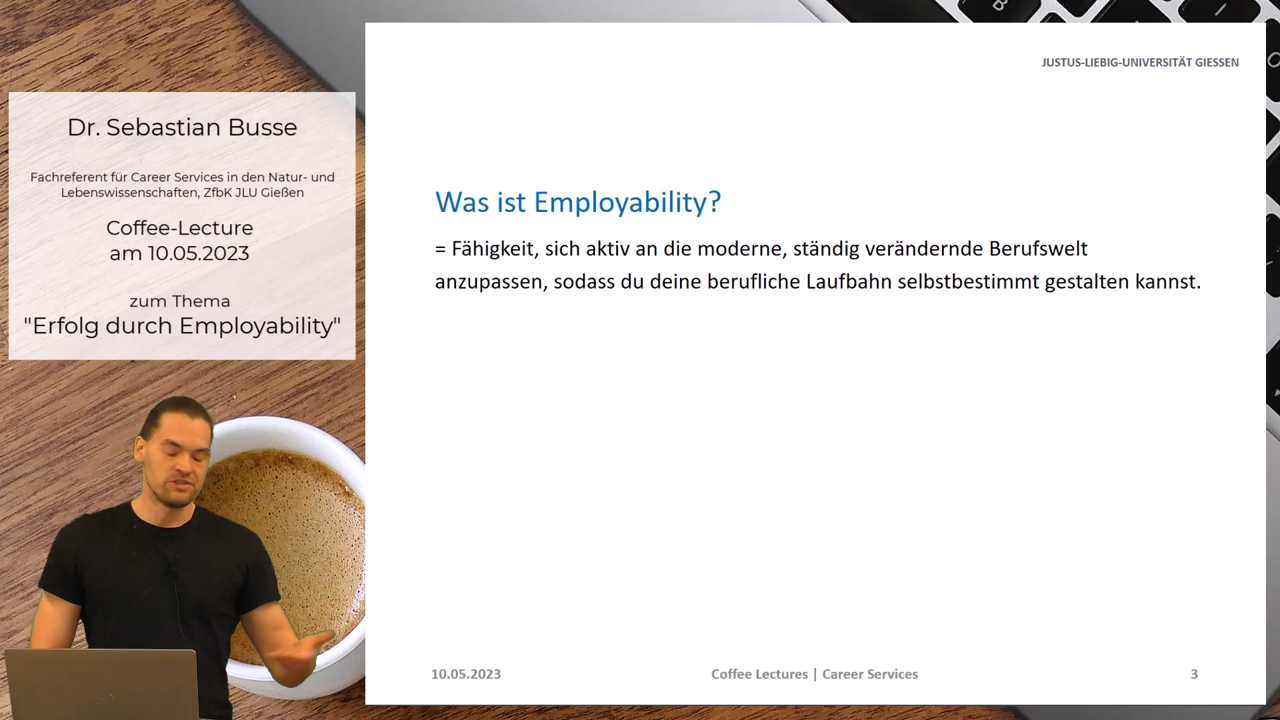 Dr. Sebastian Busse
Fachreferent für Career Services in den Natur- und
Lebenswissenschaften, ZfbK JLU Gießen
Coffee-Lecture
am 10.05.2023
zum Thema
"Erfolg durch Employability"
JUSTUS-LIEBIG-UNIVERSITÄT GIESSEN
Was ist Employability?
= Fähigkeit, sich aktiv an die moderne, ständig verändernde Berufswelt
anzupassen, sodass du deine berufliche Laufbahn selbstbestimmt gestalten kannst.
10.05.2023
Coffee Lectures | Career Services
3